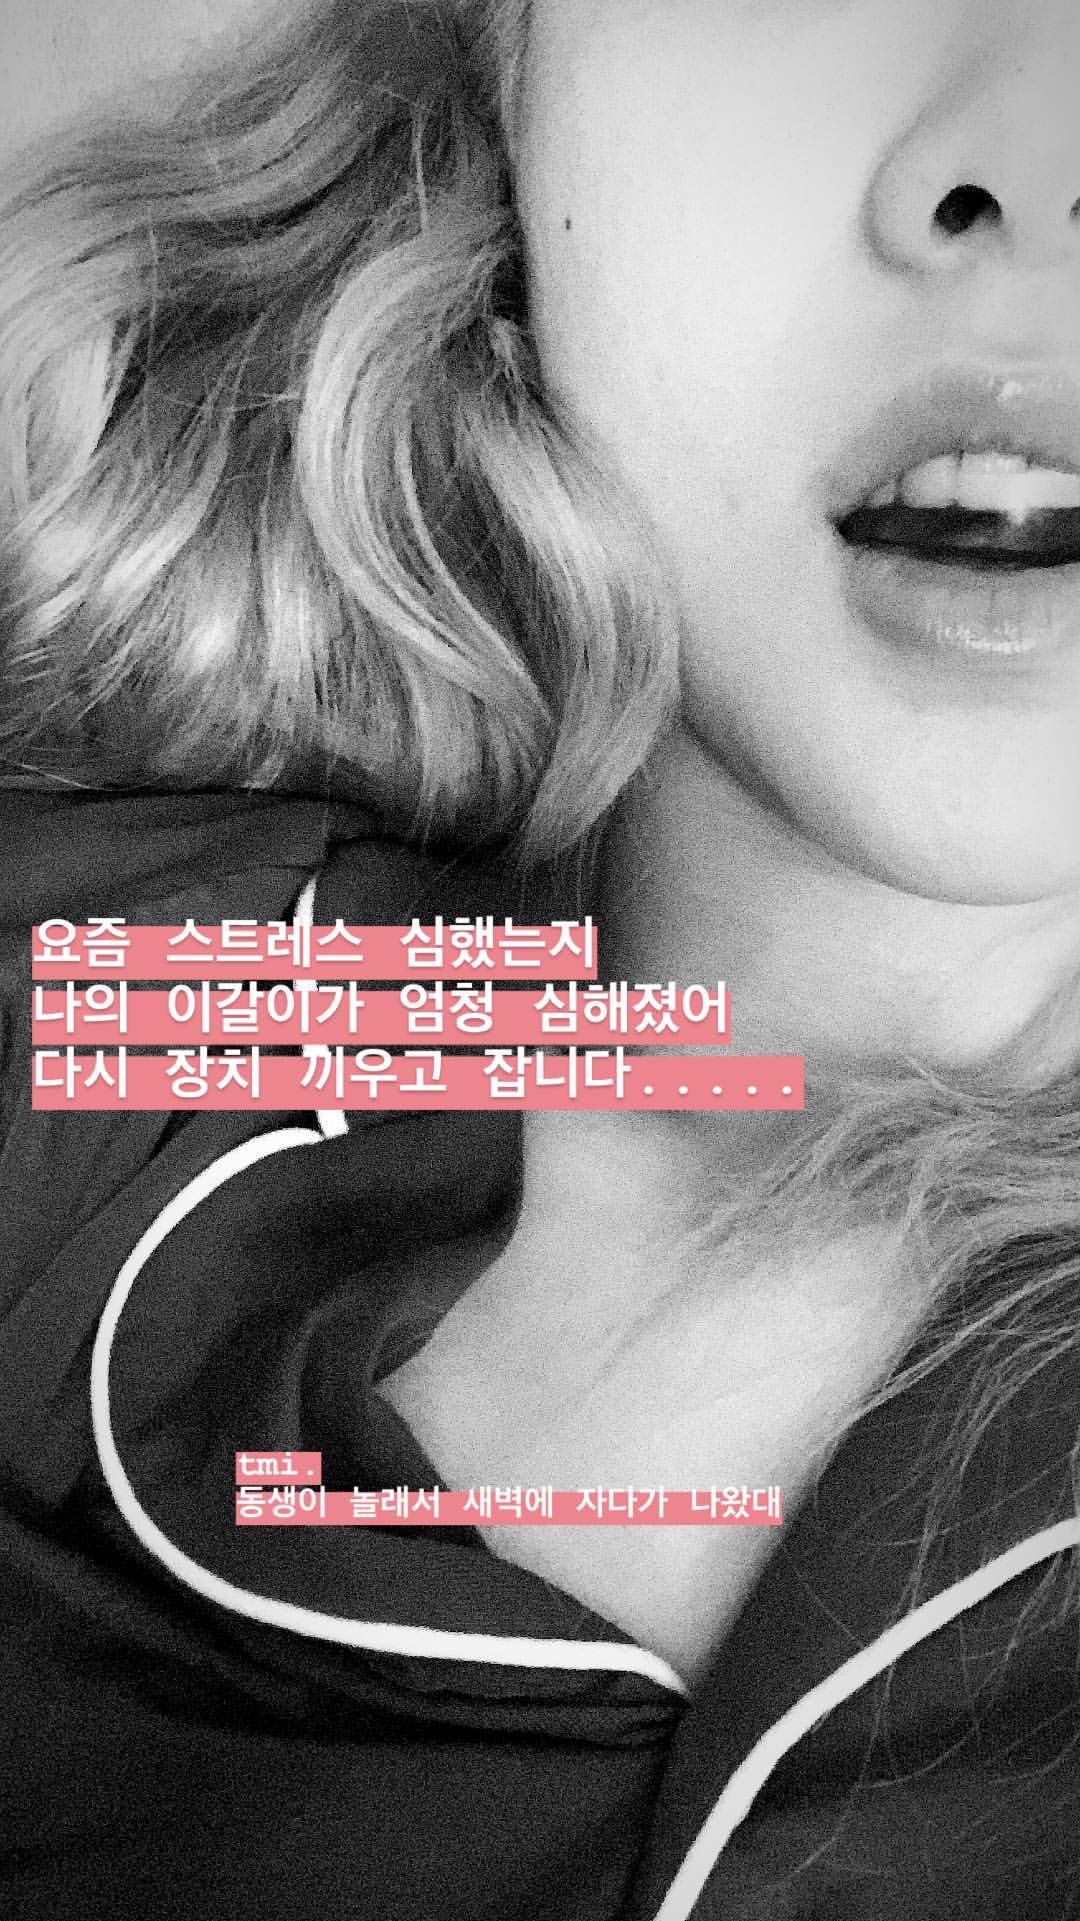 요즘 스트레스 심했는지
나의 이갈이가 엄청 심해졌어
다시 장치 끼우고 잡니다.....
tmi.
동생이 놀래서 새벽에 자다가 나왔대